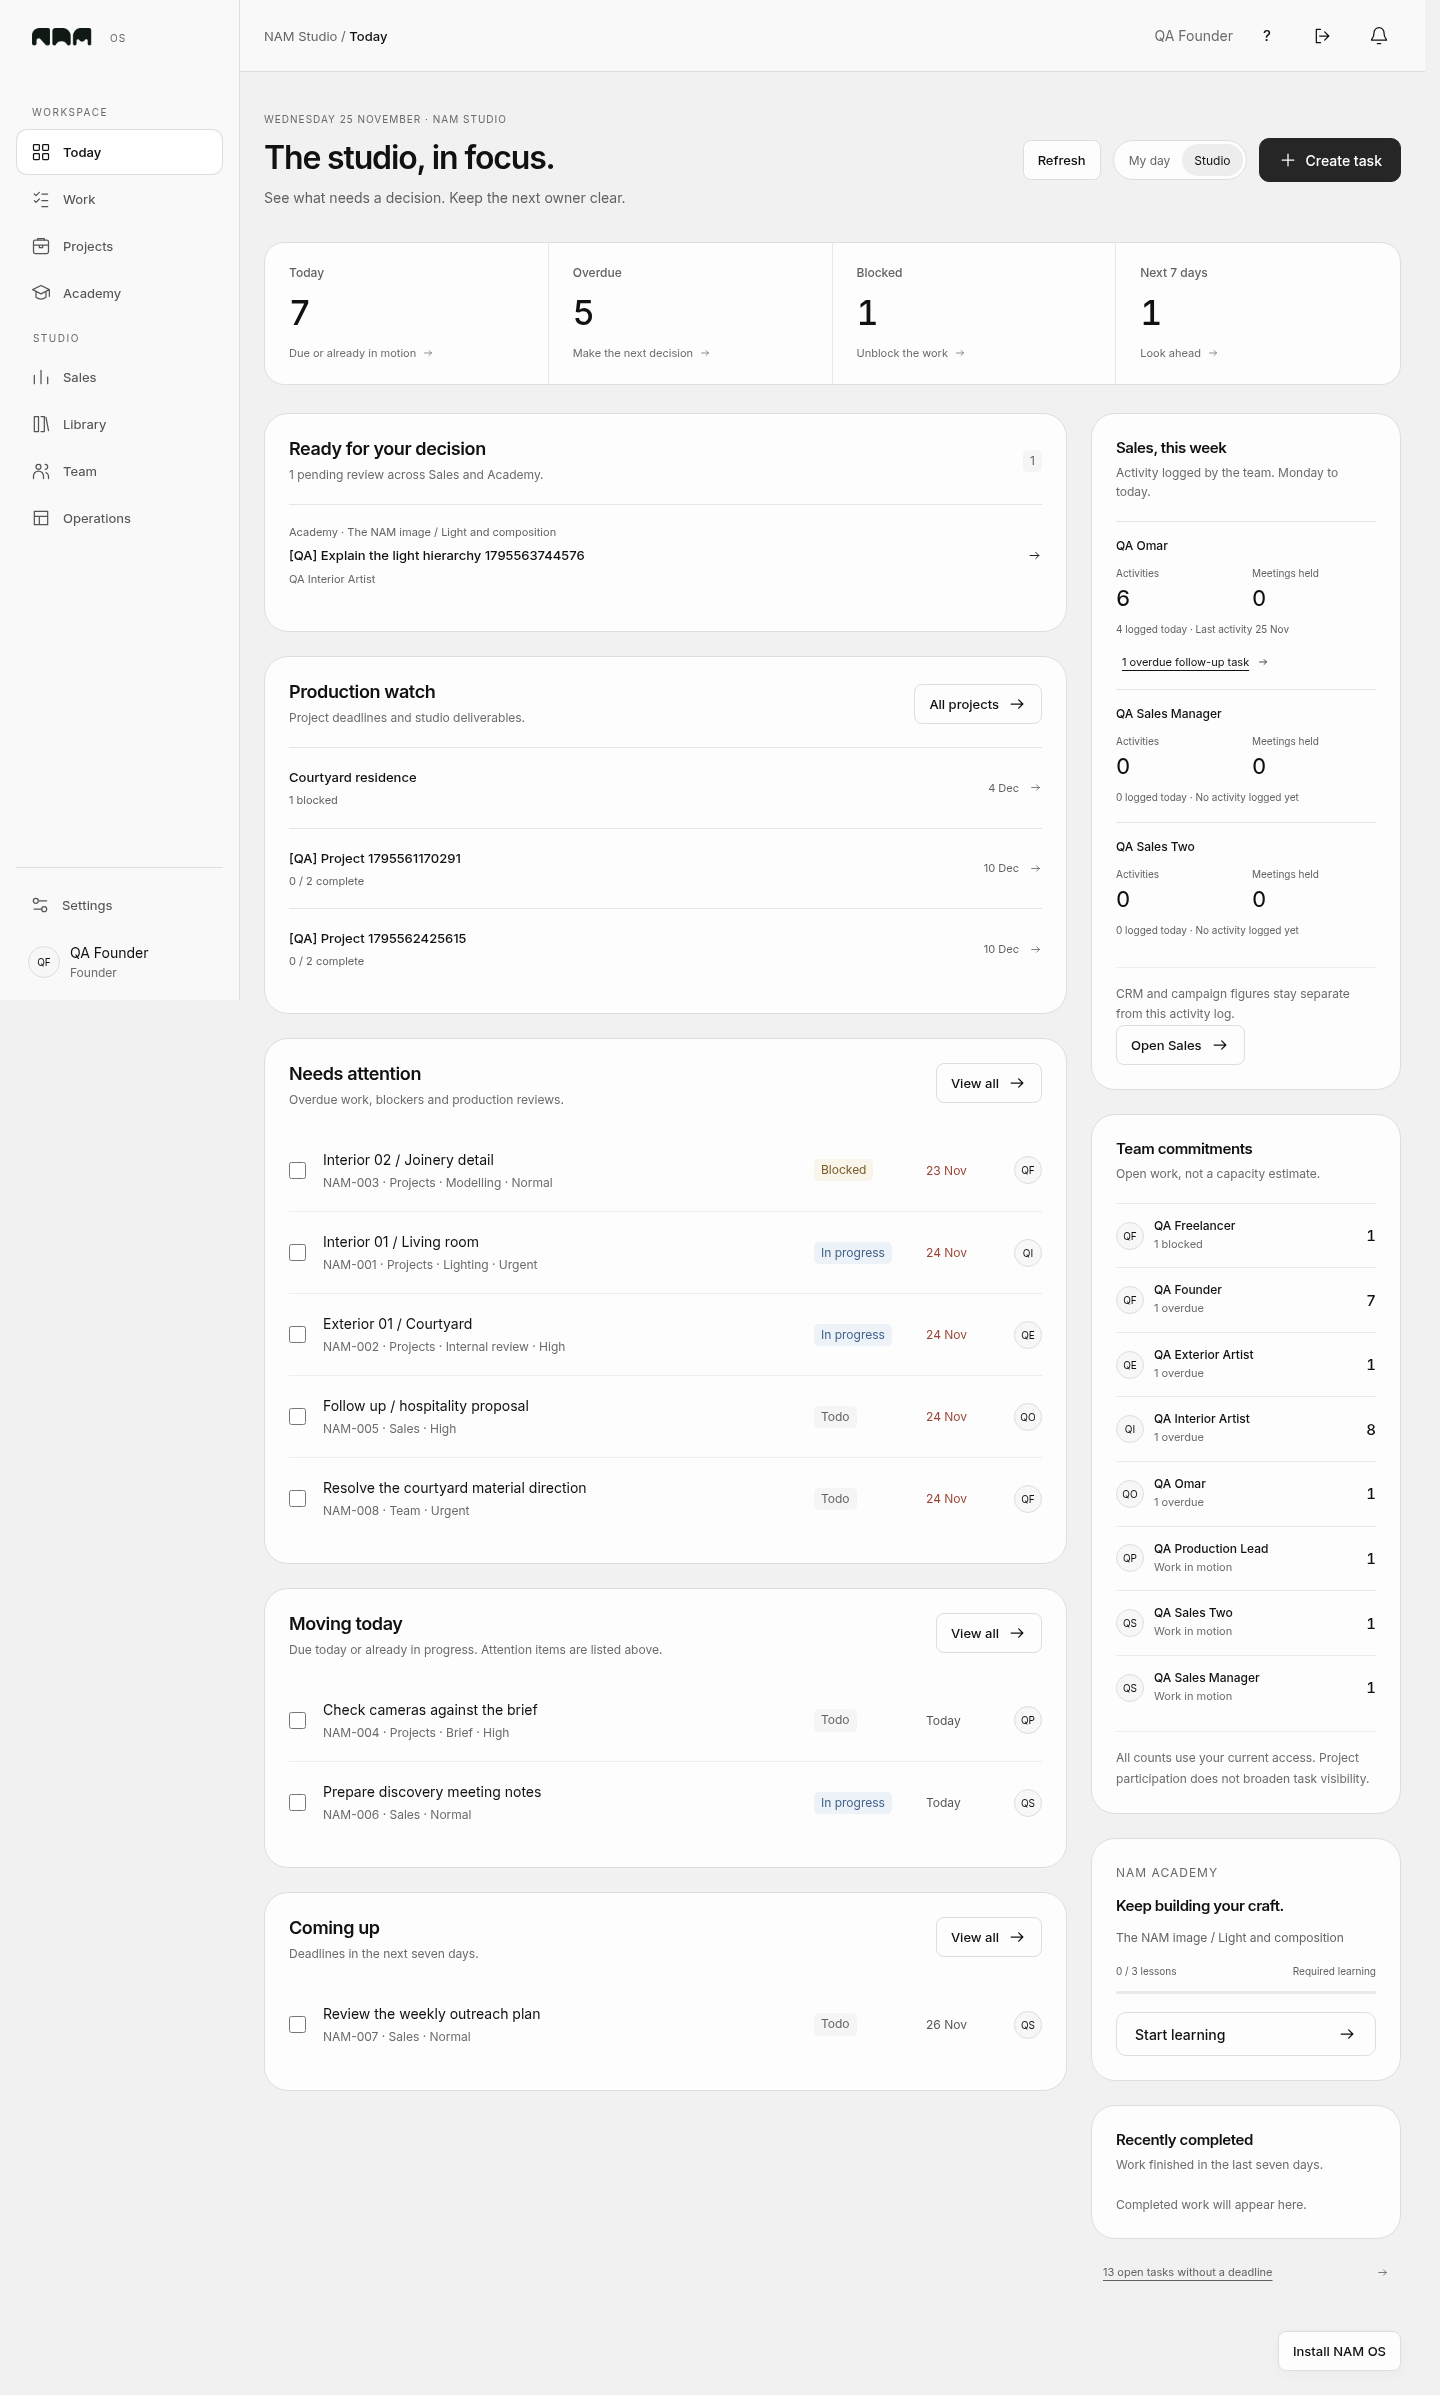 NAM OS
WORKSPACE
Today
Work
Projects
Academy
STUDIO
Sales
Library
Team
Operations
Settings
QF
QA Founder
Founder
NAM Studio / Today
QA Founder
?
WEDNESDAY 25 NOVEMBER · NAM STUDIO
The studio, in focus.
See what needs a decision. Keep the next owner clear.
Refresh
My day
Studio
+ Create task
Today
7
Due or already in motion →
Overdue
5
Make the next decision →
Blocked
1
Unblock the work →
Next 7 days
1
Look ahead →
Ready for your decision
1 pending review across Sales and Academy.
1
Academy · The NAM image / Light and composition
[QA] Explain the light hierarchy 1795563744576 →
QA Interior Artist
Production watch
Project deadlines and studio deliverables.
All projects →
Courtyard residence
1 blocked
4 Dec →
[QA] Project 1795561170291
0 / 2 complete
10 Dec →
[QA] Project 1795562425615
0 / 2 complete
10 Dec →
Needs attention
Overdue work, blockers and production reviews.
View all →
Interior 02 / Joinery detail
NAM-003 · Projects · Modelling · Normal
Blocked
23 Nov
QF
Interior 01 / Living room
NAM-001 · Projects · Lighting · Urgent
In progress
24 Nov
QI
Exterior 01 / Courtyard
NAM-002 · Projects · Internal review · High
In progress
24 Nov
QE
Follow up / hospitality proposal
NAM-005 · Sales · High
Todo
24 Nov
QO
Resolve the courtyard material direction
NAM-008 · Team · Urgent
Todo
24 Nov
QF
Moving today
Due today or already in progress. Attention items are listed above.
View all →
Check cameras against the brief
NAM-004 · Projects · Brief · High
Todo
Today
QP
Prepare discovery meeting notes
NAM-006 · Sales · Normal
In progress
Today
QS
Coming up
Deadlines in the next seven days.
View all →
Review the weekly outreach plan
NAM-007 · Sales · Normal
Todo
26 Nov
QS
Sales, this week
Activity logged by the team. Monday to
today.
QA Omar
Activities Meetings held
6 0
4 logged today · Last activity 25 Nov
1 overdue follow-up task →
QA Sales Manager
Activities Meetings held
0 0
0 logged today · No activity logged yet
QA Sales Two
Activities Meetings held
0 0
0 logged today · No activity logged yet
CRM and campaign figures stay separate
from this activity log.
Open Sales →
Team commitments
Open work, not a capacity estimate.
QF
QA Freelancer
1 blocked
1
QF
QA Founder
1 overdue
7
QE
QA Exterior Artist
1 overdue
1
QI
QA Interior Artist
1 overdue
8
QO
QA Omar
1 overdue
1
QP
QA Production Lead
Work in motion
1
QS
QA Sales Two
Work in motion
1
QS
QA Sales Manager
Work in motion
1
All counts use your current access. Project
participation does not broaden task visibility.
NAM ACADEMY
Keep building your craft.
The NAM image / Light and composition
0 / 3 lessons Required learning
Start learning →
Recently completed
Work finished in the last seven days.
Completed work will appear here.
13 open tasks without a deadline →
Install NAM OS